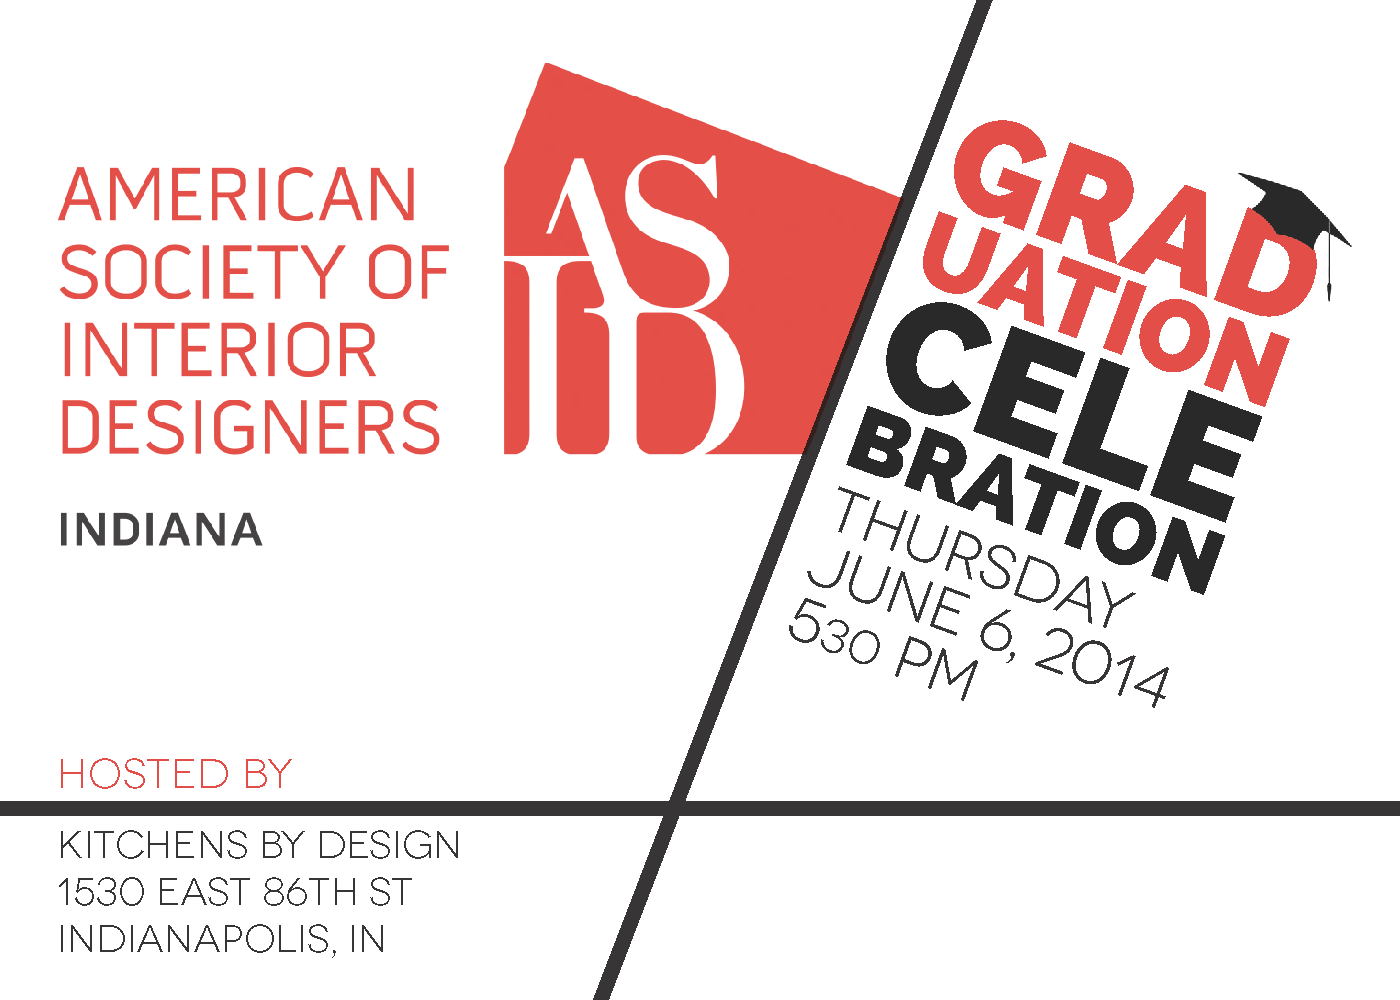 AMERICAN
SOCIETY OF
INTERIOR
DESIGNERS
INDIANA
ASID
GRAD
UATION
CELE
BRATION
THURSDAY
JUNE 6, 2014
530 PM
HOSTED BY
KITCHENS BY DESIGN
1530 EAST 86TH ST
INDIANAPOLIS, IN